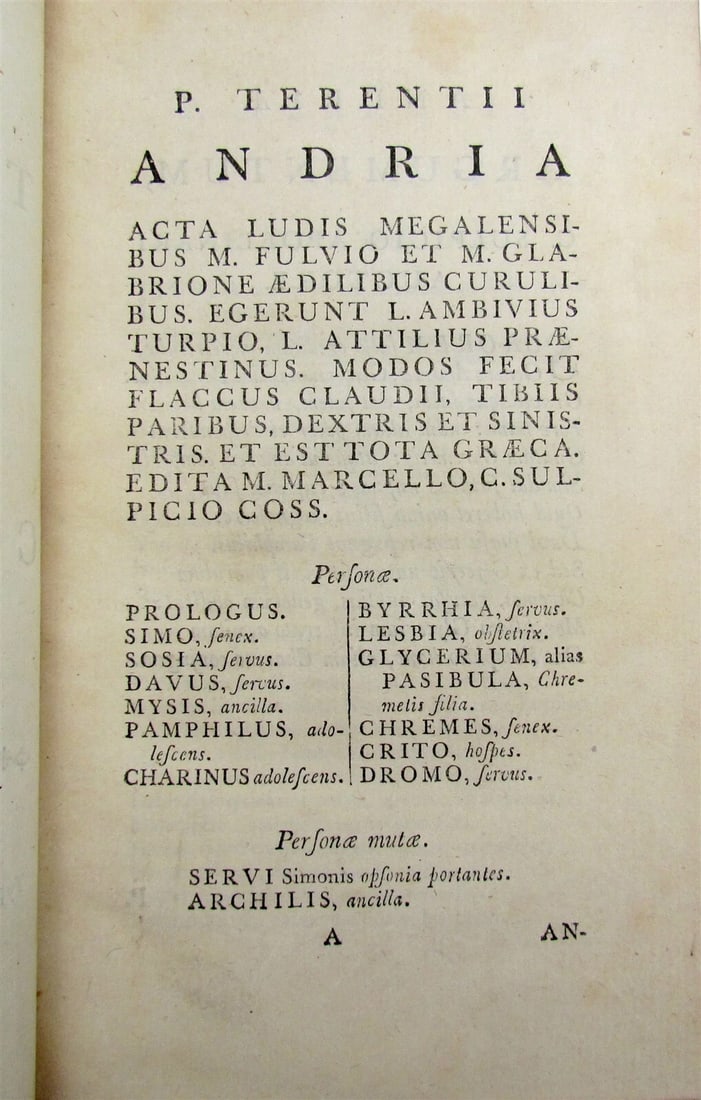 P. TERENTII
ANDRIA
ACTA LUDIS MEGALENSI-
BUS M. FULVIO ET M. GLA-
BRIONE ÆDILIBUS CURULI-
BUS. EGERUNT L. AMBIVIUS
TURPIO, L. ATTILIUS PRÆ-
NESTINUS. MODOS FECIT
FLACCUS CLAUDII, TIBIIS
PARIBUS, DEXTRIS ET SINIS-
TRIS. ET EST TOTA GRÆCA.
EDITA M. MARCELLO, C. SUL-
PICIO COSS.
Perſonæ.
PROLOGUS.
SIMO, ſenex.
SOSIA, ſervus.
DAVUS, ſervus.
MYSIS, ancilla.
PAMPHILUS, ado-
leſcens.
CHARINUS adoleſcens.
BYRRHIA, ſervus.
LESBIA, obſtetrix.
GLYCERIUM, alias
PASIBULA, Chre-
metis filia.
CHREMES, ſenex.
CRITO, hoſpes.
DROMO, ſervus.
Perſonæ mutæ.
SERVI Simonis opſonia portantes.
ARCHILIS, ancilla.
A
AN-